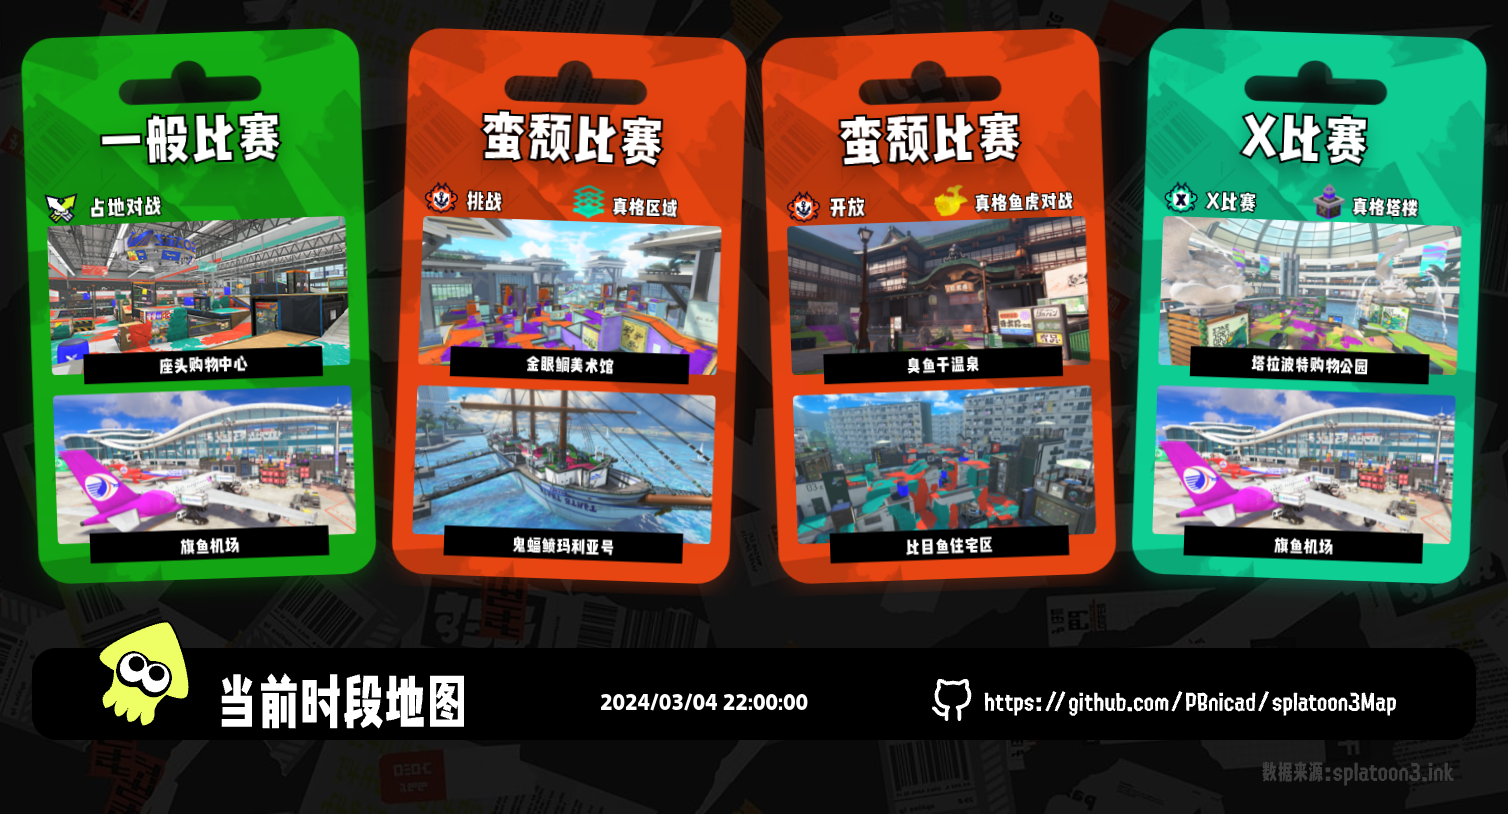 一般比赛
占地对战
座头购物中心
旗鱼机场
蛮颓比赛
挑战
真格区域
金眼鲷美术馆
鬼蝠鲼玛利亚号
蛮颓比赛
开放
真格鱼虎对战
臭鱼干温泉
比目鱼住宅区
X比赛
X比赛
真格塔楼
塔拉波特购物公园
旗鱼机场
当前时段地图
2024/03/04 22:00:00
https://github.com/PBnicad/splatoon3Map
数据来源:splatoon3.ink